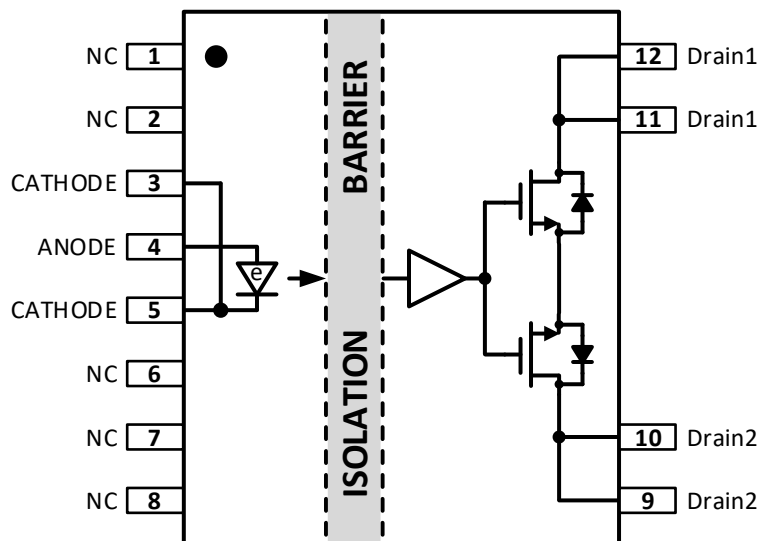 NC 1
NC 2
CATHODE 3
ANODE 4
CATHODE 5
NC 6
NC 7
NC 8
e
ISOLATION BARRIER
12 Drain1
11 Drain1
10 Drain2
9 Drain2